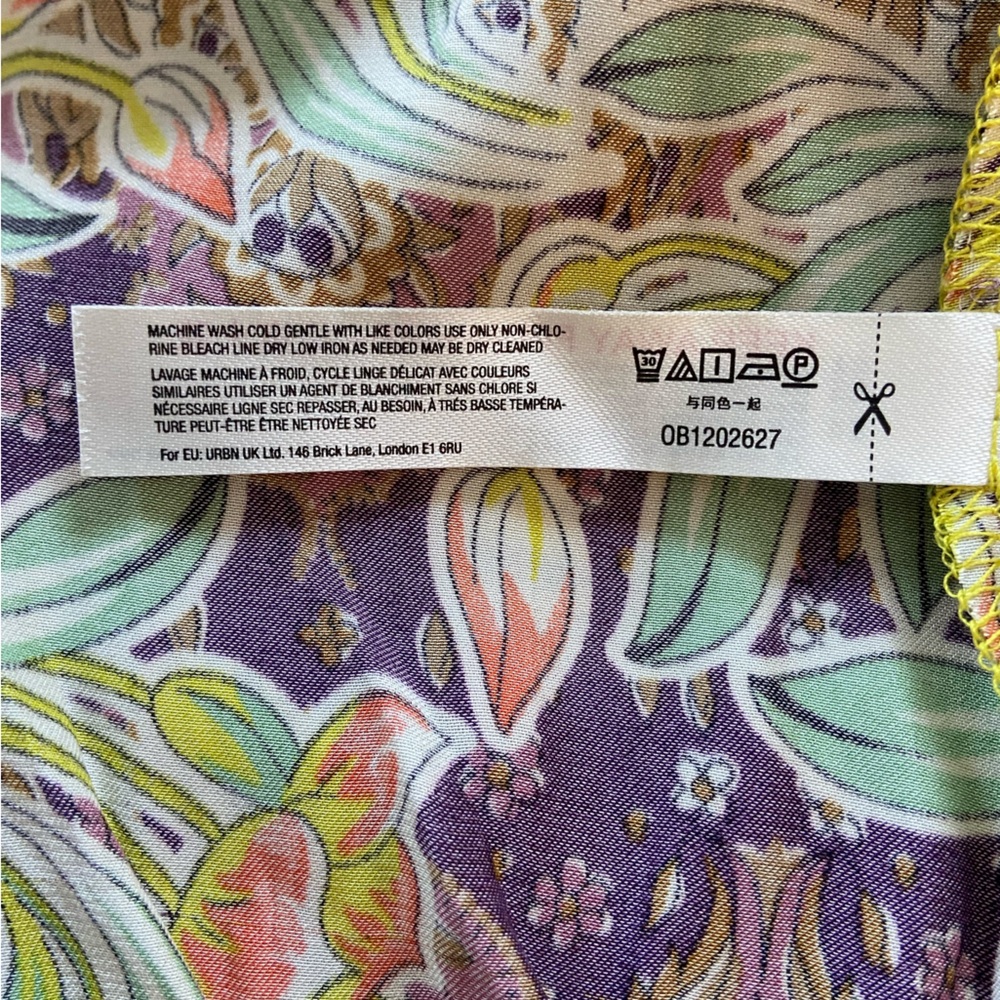 MACHINE WASH COLD GENTLE WITH LIKE COLORS USE ONLY NON-CHLO-
RINE BLEACH LINE DRY LOW IRON AS NEEDED MAY BE DRY CLEANED
LAVAGE MACHINE À FROID, CYCLE LINGE DÉLICAT AVEC COULEURS
SIMILAIRES UTILISER UN AGENT DE BLANCHIMENT SANS CHLORE SI
NÉCESSAIRE LIGNE SEC REPASSER, AU BESOIN, À TRÉS BASSE TEMPÉRA-
TURE PEUT-ÊTRE ÊTRE NETTOYÉE SEC
For EU: URBN UK Ltd. 146 Brick Lane, London E1 6RU
30 P
与同色一起
OB1202627